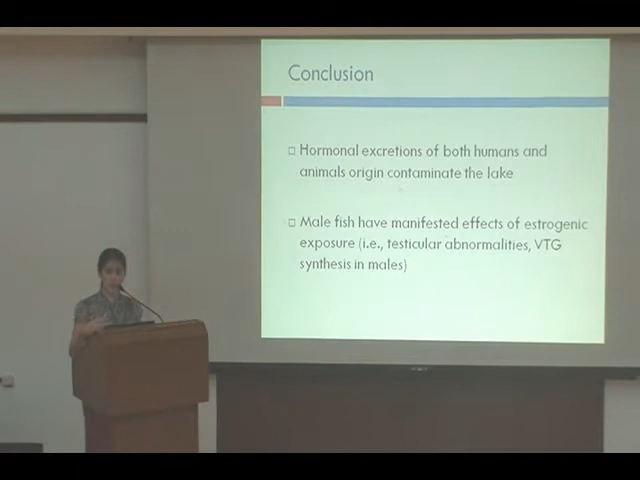 Conclusion
Hormonal excretions of both humans and
animals origin contaminate the lake
Male fish have manifested effects of estrogenic
exposure (i.e., testicular abnormalities, VTG
synthesis in males)